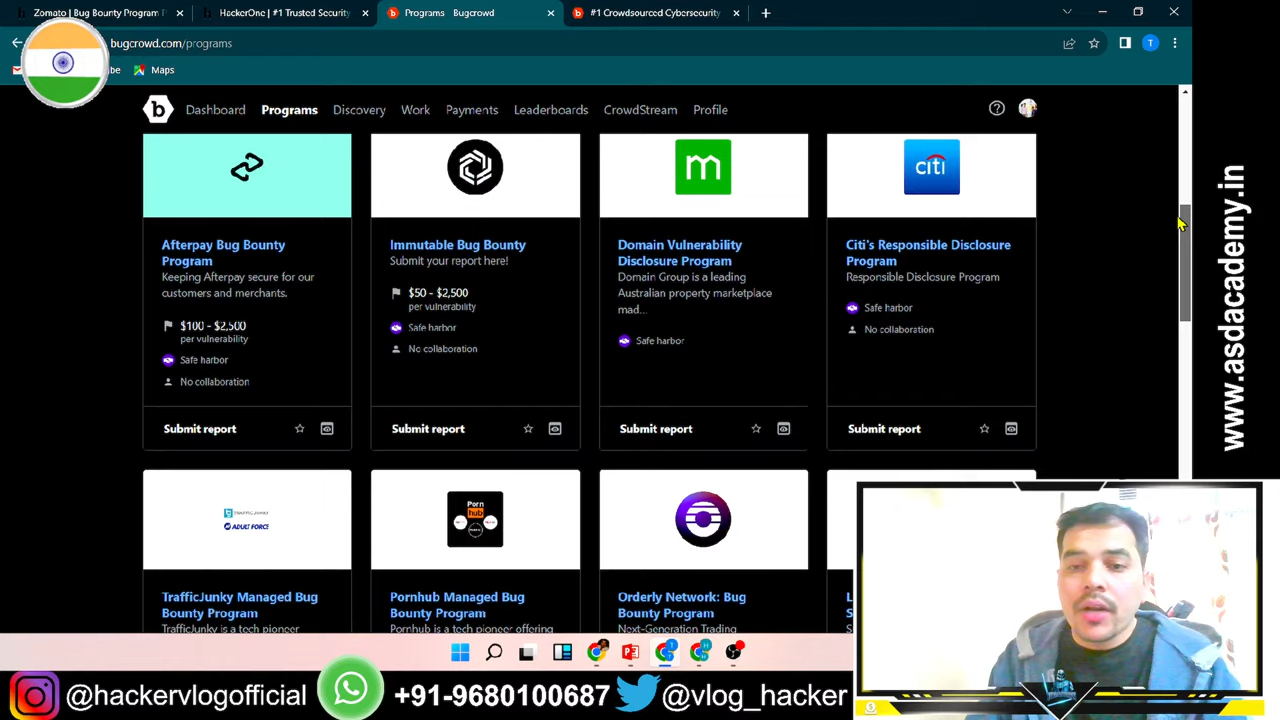 Zomato | Bug Bounty Program P
HackerOne | #1 Trusted Security
Programs - Bugcrowd
#1 Crowdsourced Cybersecurity
bugcrowd.com/programs
T
be
Maps
b
Dashboard
Programs
Discovery
Work
Payments
Leaderboards
CrowdStream
Profile
m
citi
Afterpay Bug Bounty
Program
Keeping Afterpay secure for our
customers and merchants.
$100 - $2,500
per vulnerability
Safe harbor
No collaboration
Submit report
Immutable Bug Bounty
Submit your report here!
$50 - $2,500
per vulnerability
Safe harbor
No collaboration
Submit report
Domain Vulnerability
Disclosure Program
Domain Group is a leading
Australian property marketplace
mad...
Safe harbor
Submit report
Citi's Responsible Disclosure
Program
Responsible Disclosure Program
Safe harbor
No collaboration
Submit report
TRAFFICJUNKY
ADULT FORCE
Porn
hub
TrafficJunky Managed Bug
Bounty Program
TrafficJunky is a tech pioneer
Pornhub Managed Bug
Bounty Program
Pornhub is a tech pioneer offering
Orderly Network: Bug
Bounty Program
Next-Generation Trading
www.asdacademy.in
@hackervlogofficial
+91-9680100687
@vlog_hacker